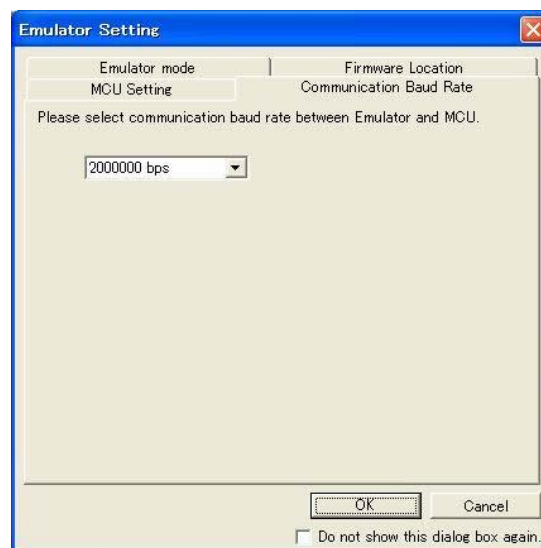 Emulator Setting
Emulator mode
Firmware Location
MCU Setting
Communication Baud Rate
Please select communication baud rate between Emulator and MCU.
2000000 bps
OK
Cancel
Do not show this dialog box again.